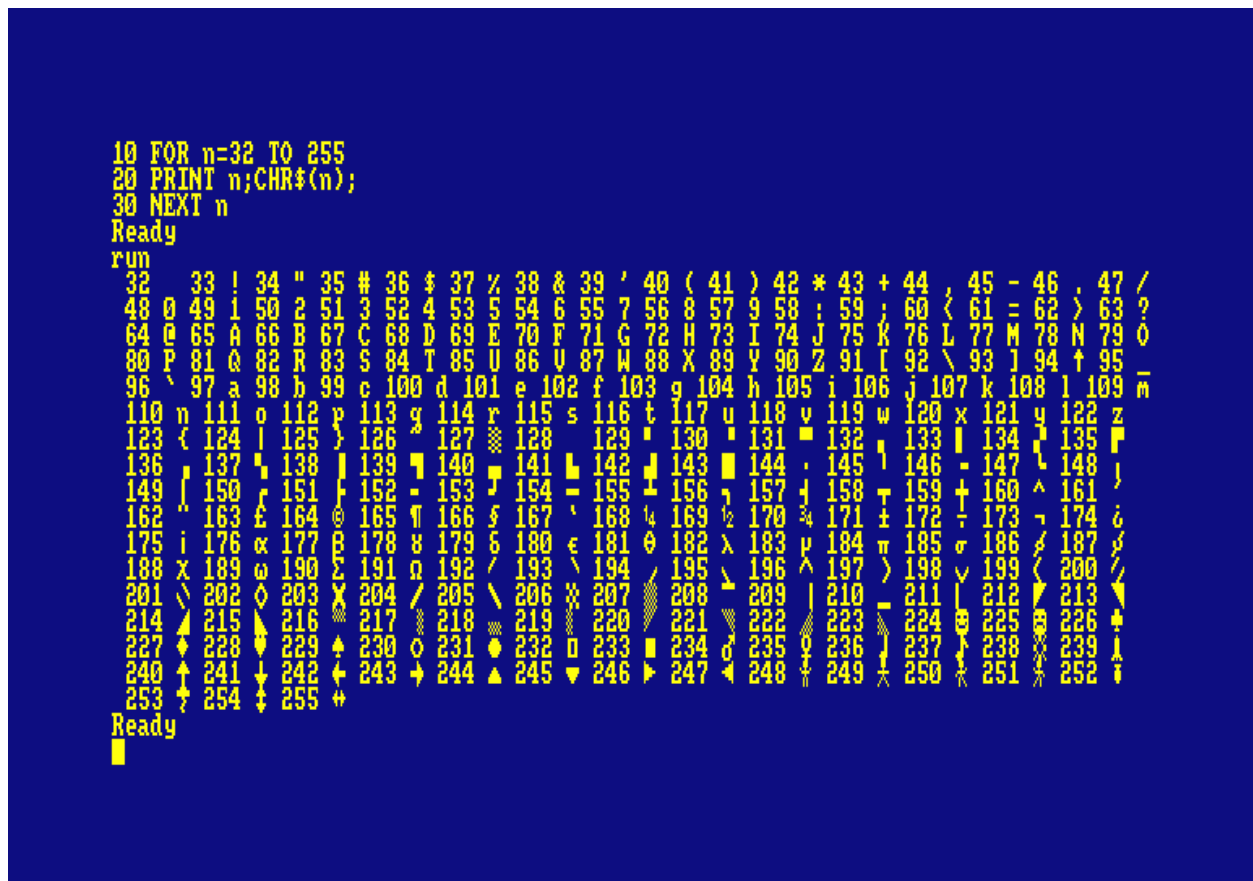 10 FOR n=32 TO 255
20 PRINT n;CHR$(n);
30 NEXT n
Ready
run
32   33 ! 34 " 35 # 36 $ 37 % 38 & 39 ' 40 ( 41 ) 42 * 43 + 44 , 45 - 46 . 47 /
48 0 49 1 50 2 51 3 52 4 53 5 54 6 55 7 56 8 57 9 58 : 59 ; 60 < 61 = 62 > 63 ?
64 @ 65 A 66 B 67 C 68 D 69 E 70 F 71 G 72 H 73 I 74 J 75 K 76 L 77 M 78 N 79 O
80 P 81 Q 82 R 83 S 84 T 85 U 86 V 87 W 88 X 89 Y 90 Z 91 [ 92 \ 93 ] 94 ↑ 95 _
96 ` 97 a 98 b 99 c 100 d 101 e 102 f 103 g 104 h 105 i 106 j 107 k 108 l 109 m
110 n 111 o 112 p 113 q 114 r 115 s 116 t 117 u 118 v 119 w 120 x 121 y 122 z
123 { 124 | 125 } 126 ~ 127 ▒ 128   129 ▘ 130 ▝ 131 ▀ 132 ▖ 133 ▌ 134 ▞ 135 ▛
136 ▗ 137 ▚ 138 ▐ 139 ▜ 140 ▄ 141 ▙ 142 ▟ 143 █ 144 · 145 ╵ 146 ╶ 147 └ 148 ╷
149 │ 150 ┌ 151 ├ 152 ╴ 153 ┘ 154 ─ 155 ┴ 156 ┐ 157 ┤ 158 ┬ 159 ┼ 160 ^ 161 ´
162 ¨ 163 £ 164 © 165 ¶ 166 § 167 ‘ 168 ¼ 169 ½ 170 ¾ 171 ± 172 ÷ 173 ¬ 174 ¿
175 ¡ 176 α 177 β 178 γ 179 δ 180 ε 181 θ 182 λ 183 μ 184 π 185 σ 186 φ 187 ψ
188 χ 189 ω 190 Σ 191 Ω 192 193 194 195 196 197 198 199 200
201 202 203 204 205 206 207 208 209 210 211 212 213
214 215 216 217 218 219 220 221 222 223 224 225 226 ♣
227 ♦ 228 ♥ 229 ♠ 230 ○ 231 ● 232 □ 233 ■ 234 ♂ 235 ♀ 236 ♩ 237 ♪ 238 239
240 ↑ 241 ↓ 242 ← 243 → 244 ▲ 245 ▼ 246 ▶ 247 ◀ 248 249 250 251 252
253 254 ↕ 255 ↔
Ready